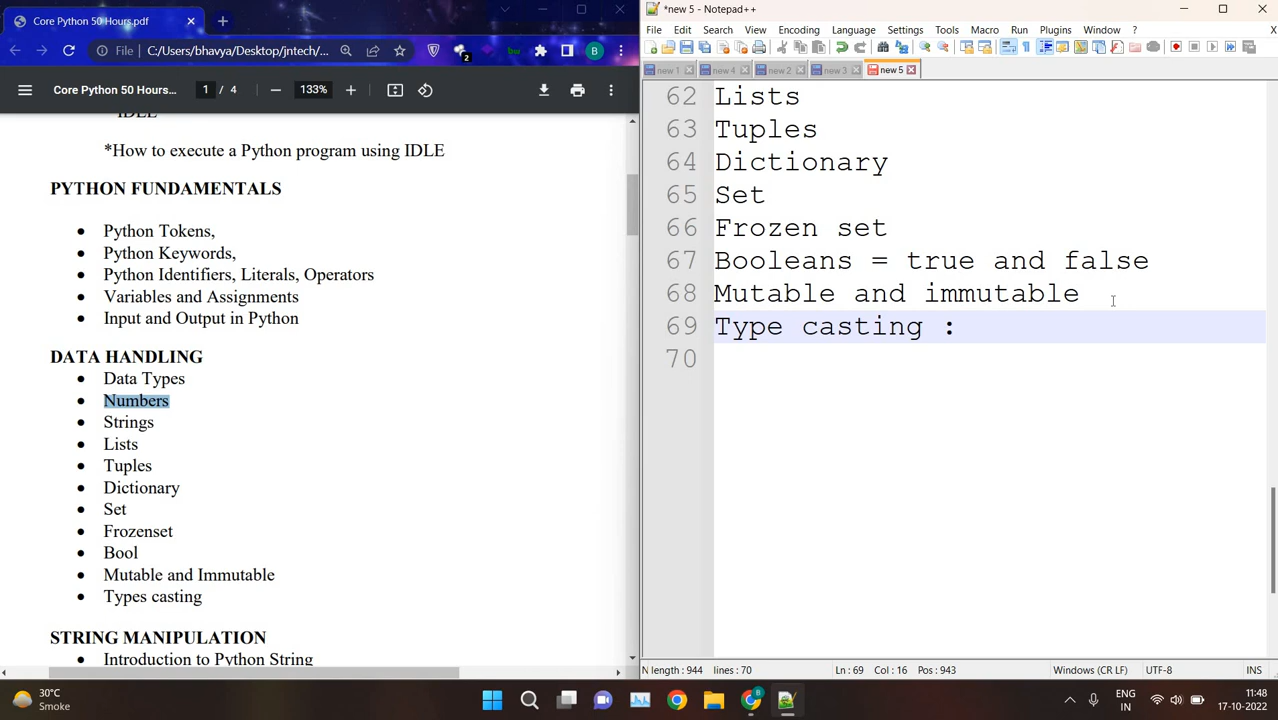 Core Python 50 Hours.pdf
*new 5 - Notepad++
File Edit Search View Encoding Language Settings Tools Macro Run Plugins Window ? X
File C:/Users/bhavya/Desktop/jntech/... 2 B
new 1 new 4 new 2 new 3 new 5
Core Python 50 Hours... 1 / 4 133%
IDLE
*How to execute a Python program using IDLE
PYTHON FUNDAMENTALS
• Python Tokens,
• Python Keywords,
• Python Identifiers, Literals, Operators
• Variables and Assignments
• Input and Output in Python
DATA HANDLING
• Data Types
• Numbers
• Strings
• Lists
• Tuples
• Dictionary
• Set
• Frozenset
• Bool
• Mutable and Immutable
• Types casting
STRING MANIPULATION
• Introduction to Python String
62 Lists
63 Tuples
64 Dictionary
65 Set
66 Frozen set
67 Booleans = true and false
68 Mutable and immutable
69 Type casting :
70
N length : 944 lines : 70 Ln : 69 Col : 16 Pos : 943 Windows (CR LF) UTF-8 INS
30°C
Smoke
ENG
IN
11:48
17-10-2022